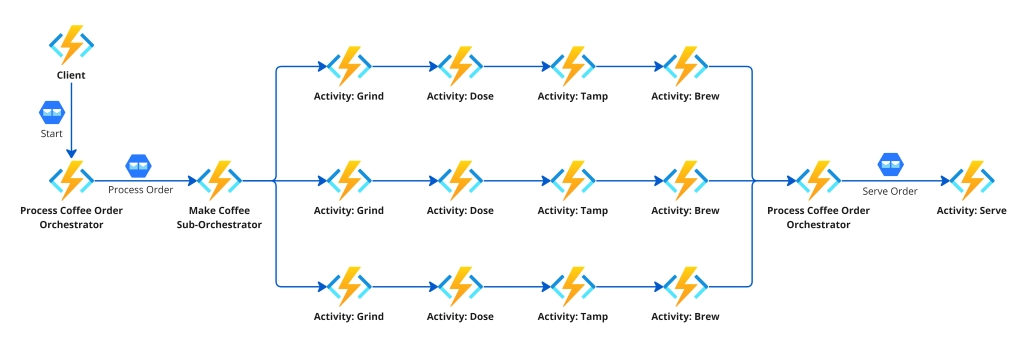 Client
Start
Process Coffee Order
Orchestrator
Process Order
Make Coffee
Sub-Orchestrator
Activity: Grind
Activity: Dose
Activity: Tamp
Activity: Brew
Activity: Grind
Activity: Dose
Activity: Tamp
Activity: Brew
Activity: Grind
Activity: Dose
Activity: Tamp
Activity: Brew
Process Coffee Order
Orchestrator
Serve Order
Activity: Serve